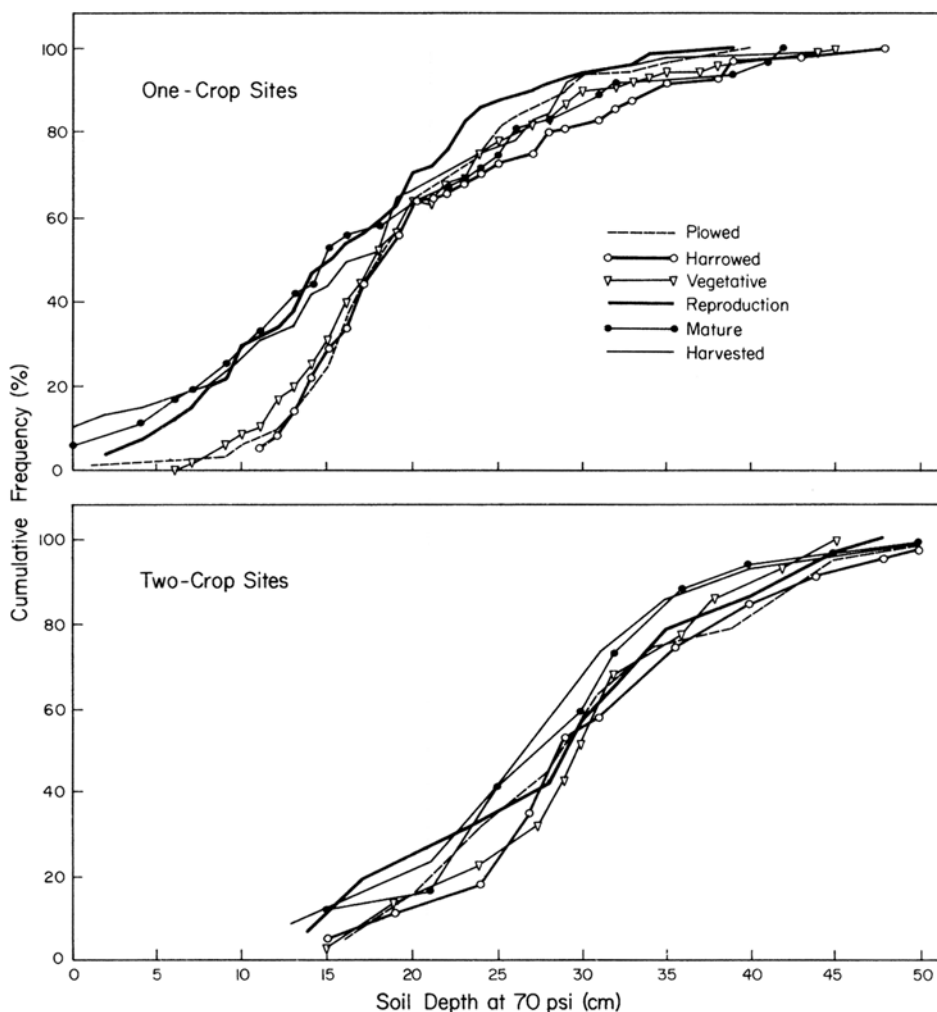 100
One-Crop Sites
80
60
Plowed
Harrowed
Vegetative
40
Reproduction
Mature
Harvested
20
0
Cumulative Frequency (%)
100
Two-Crop Sites
80
60
40
20
0
0 5 10 15 20 25 30 35 40 45 50
Soil Depth at 70 psi (cm)